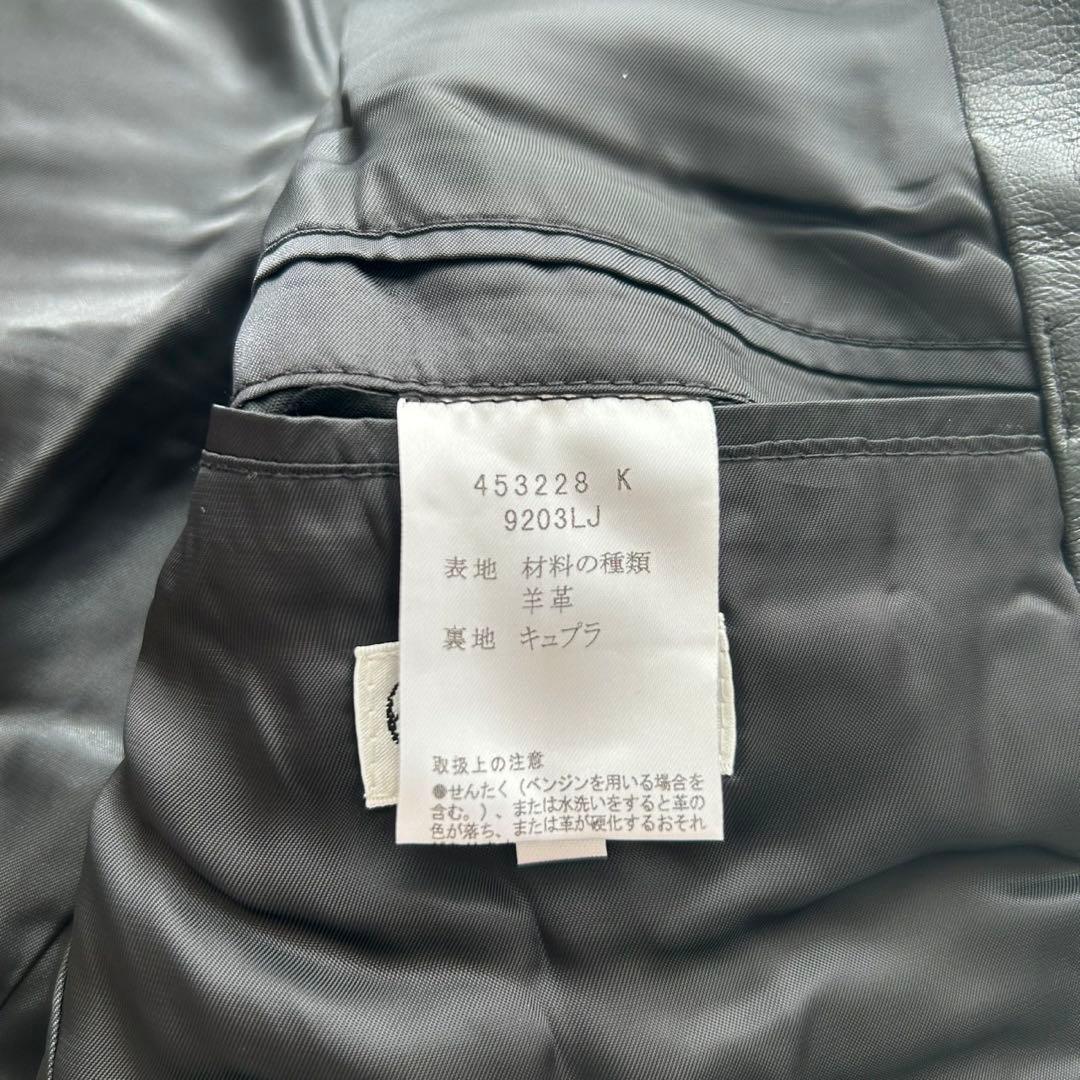 453228 K
9203LJ
表地 材料の種類
羊革
裏地 キュプラ
取扱上の注意
●せんたく（ベンジンを用いる場合を
含む。）、または水洗いをすると革の
色が落ち、または革が硬化するおそれ